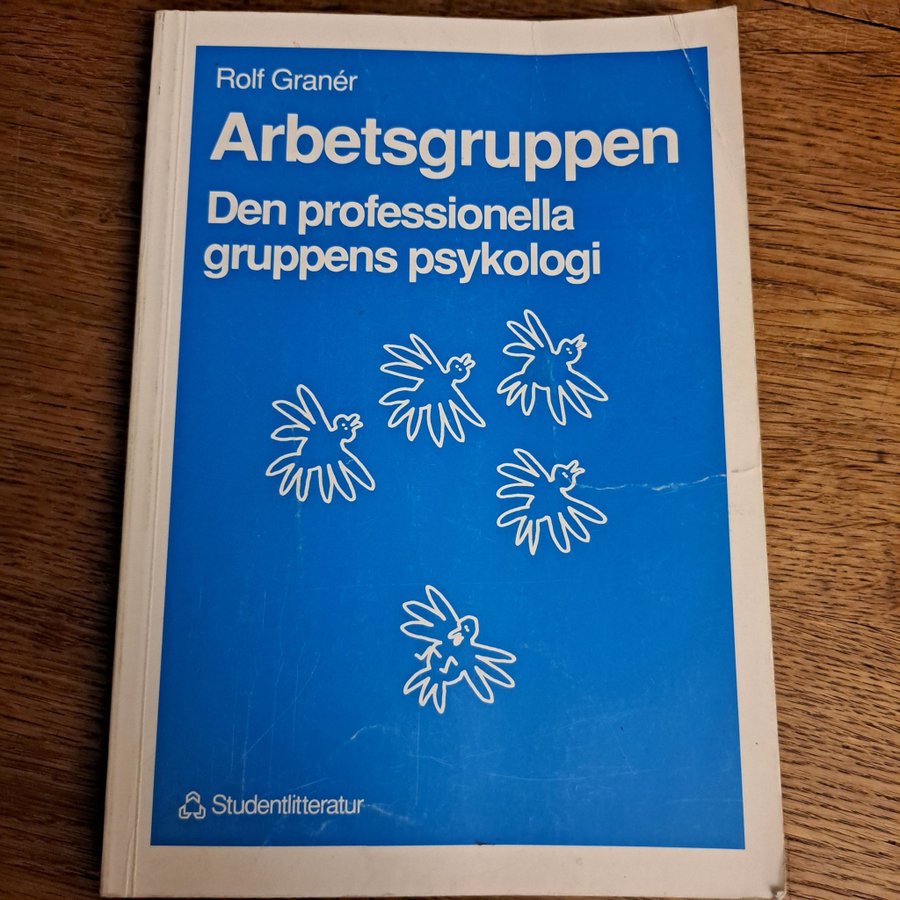 Rolf Granér
Arbetsgruppen
Den professionella
gruppens psykologi
Studentlitteratur